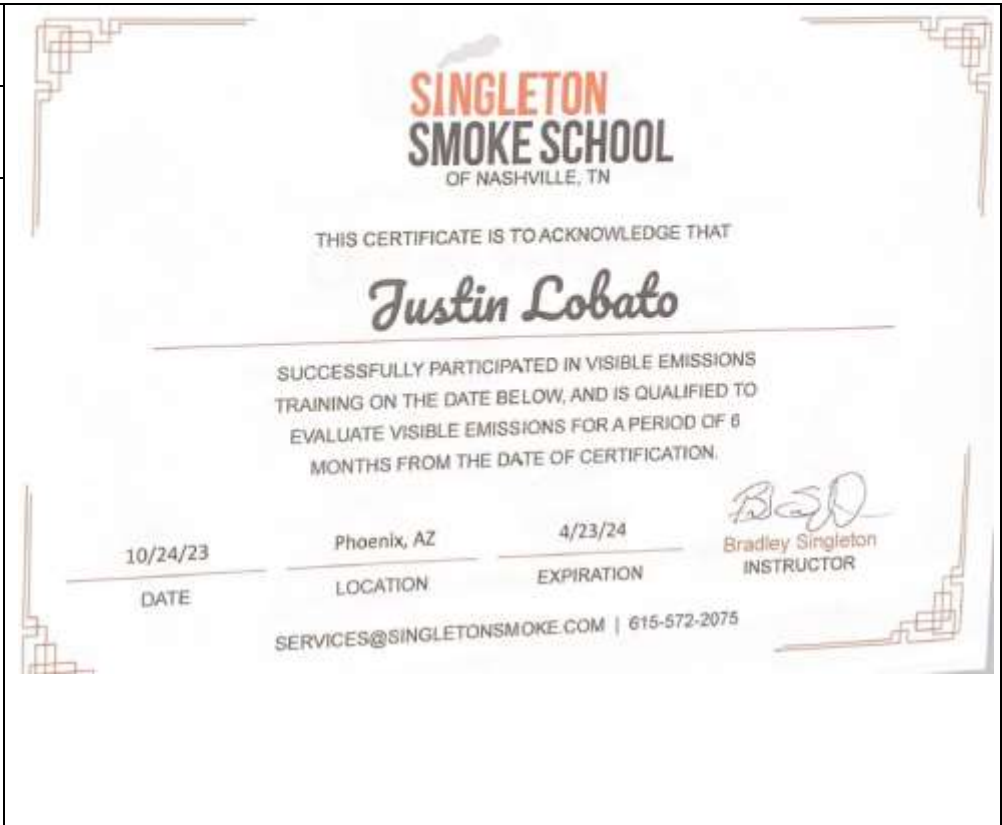 SINGLETON
SMOKE SCHOOL
OF NASHVILLE, TN
THIS CERTIFICATE IS TO ACKNOWLEDGE THAT
Justin Lobato
SUCCESSFULLY PARTICIPATED IN VISIBLE EMISSIONS
TRAINING ON THE DATE BELOW, AND IS QUALIFIED TO
EVALUATE VISIBLE EMISSIONS FOR A PERIOD OF 6
MONTHS FROM THE DATE OF CERTIFICATION.
10/24/23
DATE
Phoenix, AZ
LOCATION
4/23/24
EXPIRATION
Bradley Singleton
INSTRUCTOR
SERVICES@SINGLETONSMOKE.COM | 615-572-2075